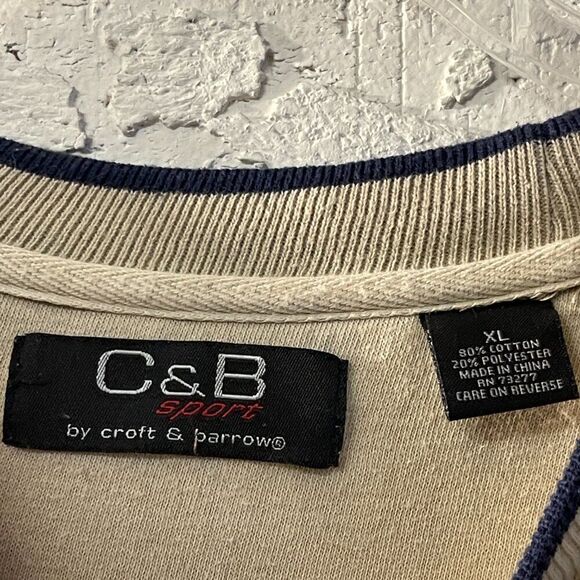 C&B
sport
by croft & barrow®
XL
80% COTTON
20% POLYESTER
MADE IN CHINA
RN 73277
CARE ON REVERSE